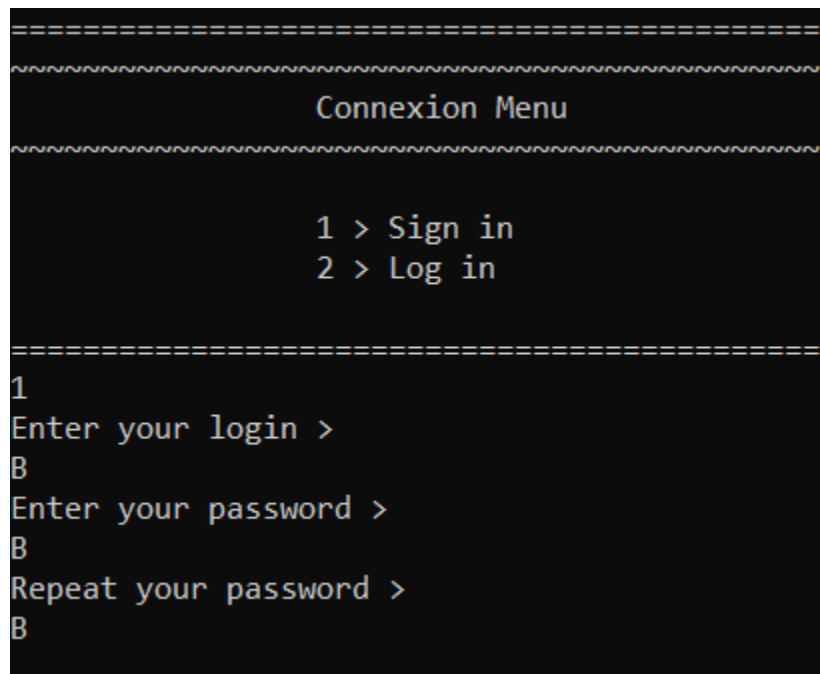 =============================================
~~~~~~~~~~~~~~~~~~~~~~~~~~~~~~~~~~~~~~~~~~~~~
Connexion Menu
~~~~~~~~~~~~~~~~~~~~~~~~~~~~~~~~~~~~~~~~~~~~~
1 > Sign in
2 > Log in
=============================================
1
Enter your login >
B
Enter your password >
B
Repeat your password >
B